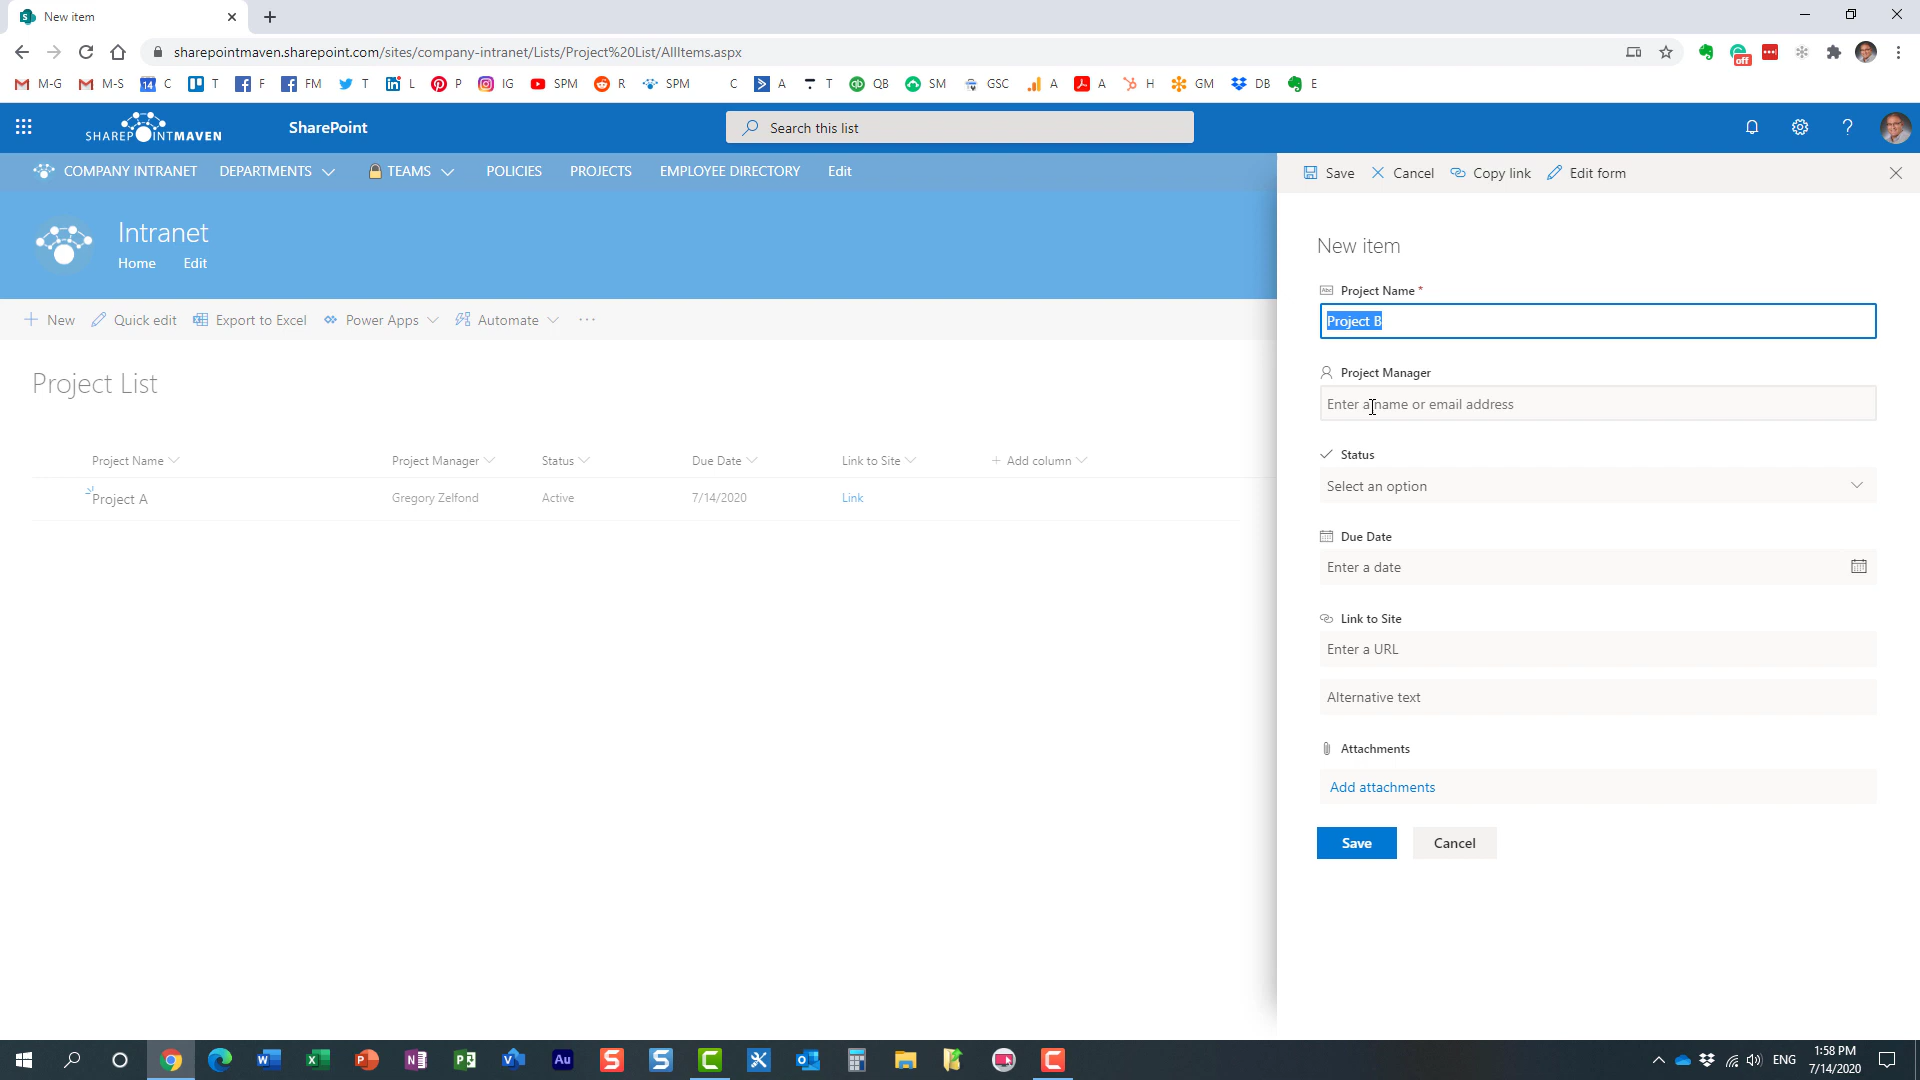 New item
sharepointmaven.sharepoint.com/sites/company-intranet/Lists/Project%20List/AllItems.aspx
off
M-G M-S 14 C T F FM T L P IG SPM R SPM C A T QB SM GSC A A H GM DB E
SHAREPOINTMAVEN SharePoint Search this list
COMPANY INTRANET DEPARTMENTS TEAMS POLICIES PROJECTS EMPLOYEE DIRECTORY Edit
Save Cancel Copy link Edit form
Intranet
Home Edit
New Quick edit Export to Excel Power Apps Automate ...
Project List
Project Name Project Manager Status Due Date Link to Site + Add column
Project A Gregory Zelfond Active 7/14/2020 Link
New item
Abc Project Name *
Project B
Project Manager
Enter a name or email address
Status
Select an option
Due Date
Enter a date
Link to Site
Enter a URL
Alternative text
Attachments
Add attachments
Save Cancel
ENG 1:58 PM
7/14/2020